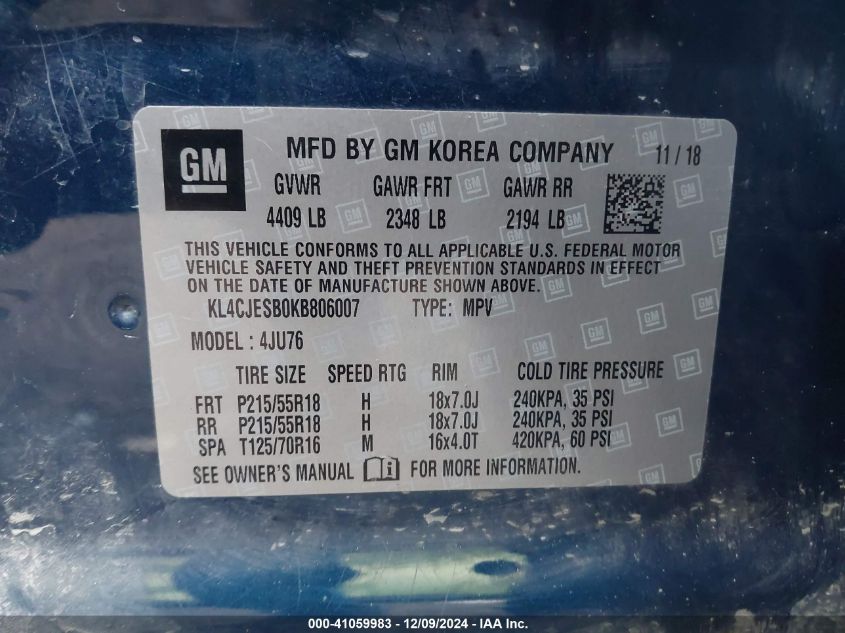 GM MFD BY GM KOREA COMPANY 11/18
GVWR GAWR FRT GAWR RR
4409 LB 2348 LB 2194 LB
THIS VEHICLE CONFORMS TO ALL APPLICABLE U.S. FEDERAL MOTOR
VEHICLE SAFETY AND THEFT PREVENTION STANDARDS IN EFFECT
ON THE DATE OF MANUFACTURE SHOWN ABOVE.
KL4CJESB0KB806007 TYPE: MPV
MODEL : 4JU76
TIRE SIZE SPEED RTG RIM COLD TIRE PRESSURE
FRT P215/55R18 H 18x7.0J 240KPA, 35 PSI
RR P215/55R18 H 18x7.0J 240KPA, 35 PSI
SPA T125/70R16 M 16x4.0T 420KPA, 60 PSI
SEE OWNER'S MANUAL i FOR MORE INFORMATION.
000-41059983 - 12/09/2024 - IAA Inc.